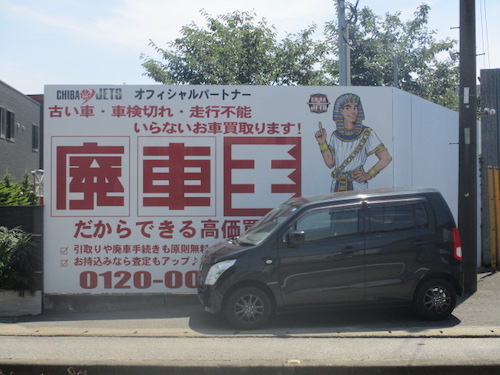 CHIBA JETS オフィシャルパートナー
古い車・車検切れ・走行不能
いらないお車買取ります!
廃車王
だからできる高価買
引取りや廃車手続きも原則無料
お持込みなら査定もアップ♪
0120-00